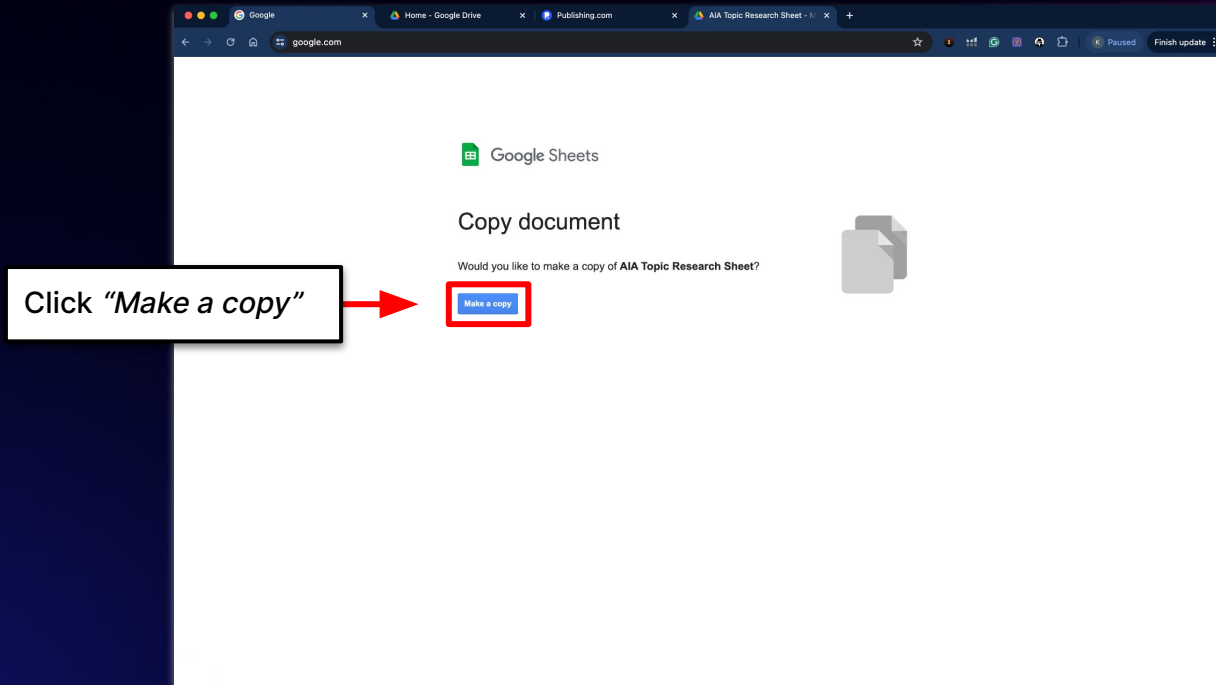 Google
Home - Google Drive
Publishing.com
AIA Topic Research Sheet - M
google.com
K Paused
Finish update
Google Sheets
Copy document
Would you like to make a copy of AIA Topic Research Sheet?
Make a copy
Click "Make a copy"